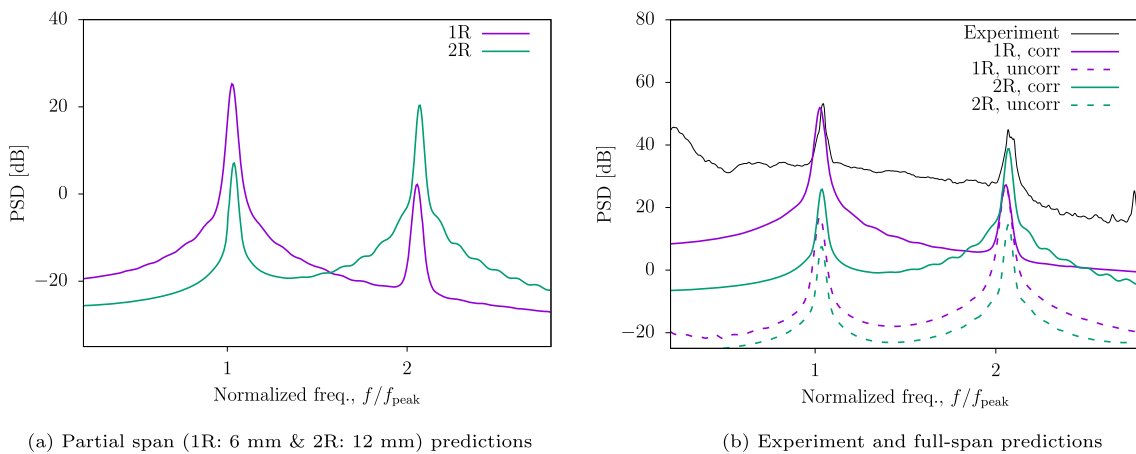 40
20
0
−20
PSD [dB]
1R
2R
1
2
Normalized freq., f/f_peak
(a) Partial span (1R: 6 mm & 2R: 12 mm) predictions
80
60
40
20
0
−20
PSD [dB]
Experiment
1R, corr
1R, uncorr
2R, corr
2R, uncorr
1
2
Normalized freq., f/f_peak
(b) Experiment and full-span predictions